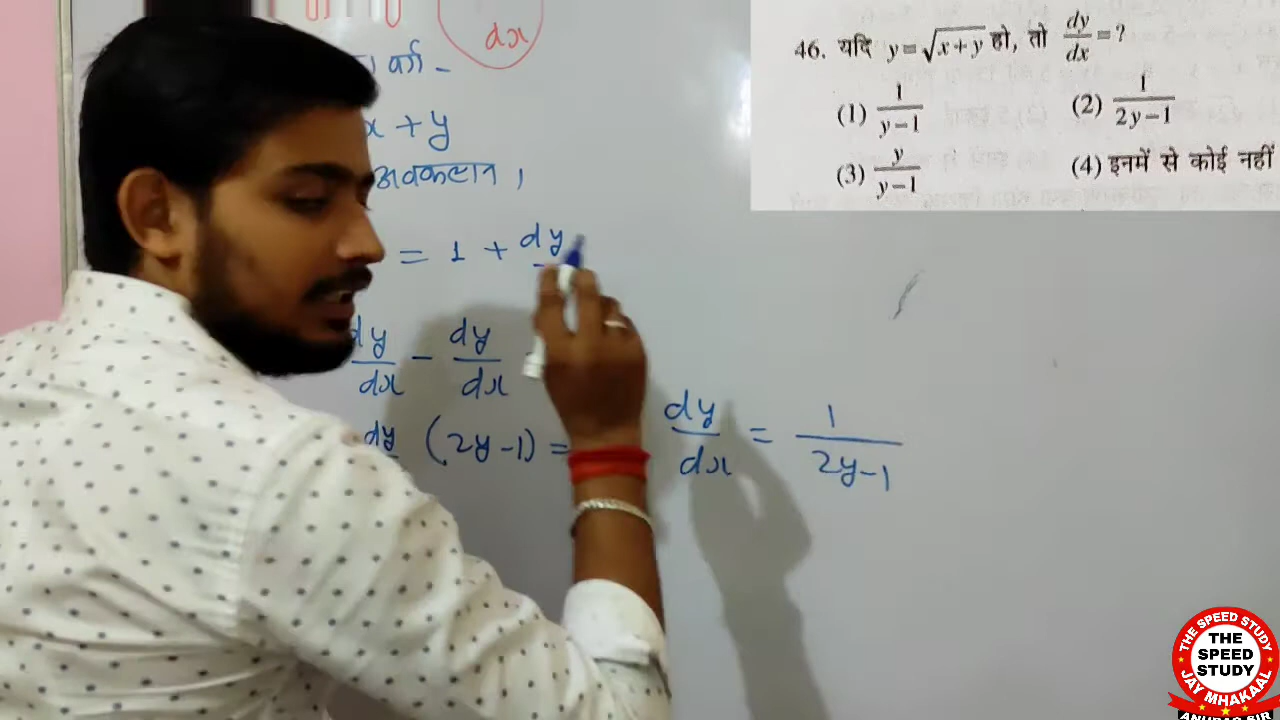 dx
वर्ग -
x + y
अवकलन,
= 1 + dy
dy/dx - dy/dx
dy (2y-1) =
dy/dx = 1/(2y-1)
46. यदि y = √(x+y) हो, तो dy/dx = ?
(1) 1/(y-1) (2) 1/(2y-1)
(3) y/(y-1) (4) इनमें से कोई नहीं
THE SPEED STUDY
THE
SPEED
STUDY
JAY MHAKAAL